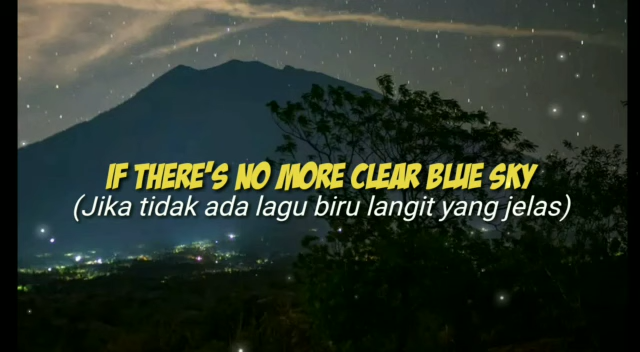 IF THERE'S NO MORE CLEAR BLUE SKY
(Jika tidak ada lagu biru langit yang jelas)